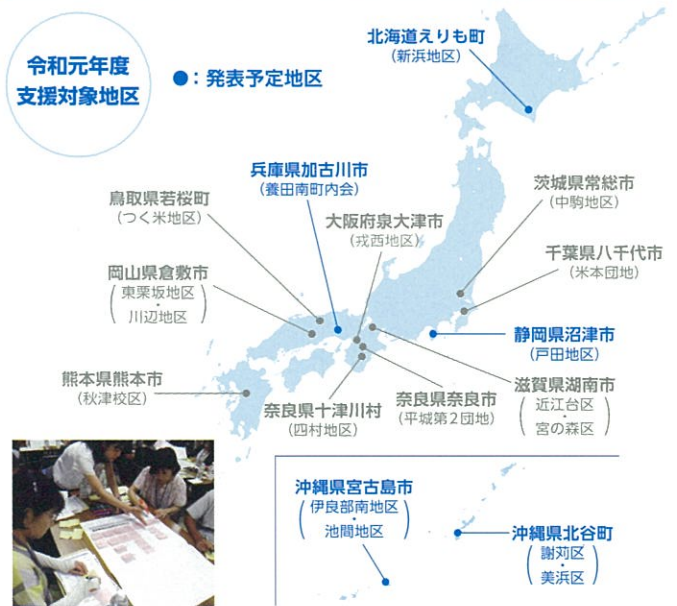 令和元年度
支援対象地区
●：発表予定地区
北海道えりも町
（新浜地区）
兵庫県加古川市
（養田南町内会）
鳥取県若桜町
（つく米地区）
大阪府泉大津市
（戎西地区）
茨城県常総市
（中駒地区）
千葉県八千代市
（米本団地）
岡山県倉敷市
（東栗坂地区
・
川辺地区）
静岡県沼津市
（戸田地区）
熊本県熊本市
（秋津校区）
奈良県十津川村
（四村地区）
奈良県奈良市
（平城第2団地）
滋賀県湖南市
（近江台区
・
宮の森区）
沖縄県宮古島市
（伊良部南地区
・
池間地区）
沖縄県北谷町
（謝苅区
・
美浜区）